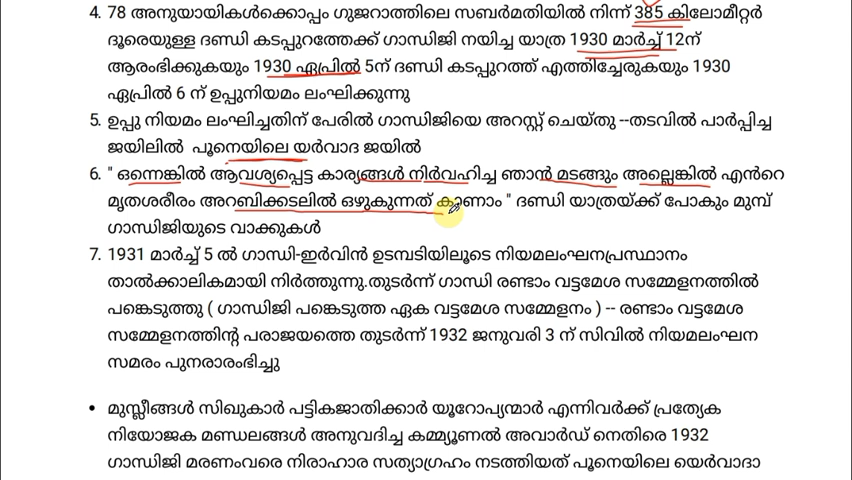 4. 78 അനുയായികൾക്കൊപ്പം ഗുജറാത്തിലെ സബർമതിയിൽ നിന്ന് 385 കിലോമീറ്റർ
ദൂരെയുള്ള ദണ്ഡി കടപ്പുറത്തേക്ക് ഗാന്ധിജി നയിച്ച യാത്ര 1930 മാർച്ച് 12ന്
ആരംഭിക്കുകയും 1930 ഏപ്രിൽ 5ന് ദണ്ഡി കടപ്പുറത്ത് എത്തിച്ചേരുകയും 1930
ഏപ്രിൽ 6 ന് ഉപ്പുനിയമം ലംഘിക്കുന്നു
5. ഉപ്പു നിയമം ലംഘിച്ചതിന് പേരിൽ ഗാന്ധിജിയെ അറസ്റ്റ് ചെയ്തു --തടവിൽ പാർപ്പിച്ച
ജയിലിൽ പൂനെയിലെ യർവാദ ജയിൽ
6. " ഒന്നെങ്കിൽ ആവശ്യപ്പെട്ട കാര്യങ്ങൾ നിർവഹിച്ച ഞാൻ മടങ്ങും അല്ലെങ്കിൽ എൻറെ
മൃതശരീരം അറബിക്കടലിൽ ഒഴുകുന്നത് കാണാം " ദണ്ഡി യാത്രയ്ക്ക് പോകും മുമ്പ്
ഗാന്ധിജിയുടെ വാക്കുകൾ
7. 1931 മാർച്ച് 5 ൽ ഗാന്ധി-ഇർവിൻ ഉടമ്പടിയിലൂടെ നിയമലംഘനപ്രസ്ഥാനം
താൽക്കാലികമായി നിർത്തുന്നു.തുടർന്ന് ഗാന്ധി രണ്ടാം വട്ടമേശ സമ്മേളനത്തിൽ
പങ്കെടുത്തു ( ഗാന്ധിജി പങ്കെടുത്ത ഏക വട്ടമേശ സമ്മേളനം ) -- രണ്ടാം വട്ടമേശ
സമ്മേളനത്തിന്റ പരാജയത്തെ തുടർന്ന് 1932 ജനുവരി 3 ന് സിവിൽ നിയമലംഘന
സമരം പുനരാരംഭിച്ചു
• മുസ്ലീങ്ങൾ സിഖുകാർ പട്ടികജാതിക്കാർ യൂറോപ്യന്മാർ എന്നിവർക്ക് പ്രത്യേക
നിയോജക മണ്ഡലങ്ങൾ അനുവദിച്ച കമ്മ്യൂണൽ അവാർഡ് നെതിരെ 1932
ഗാന്ധിജി മരണംവരെ നിരാഹാര സത്യാഗ്രഹം നടത്തിയത് പൂനെയിലെ യെർവാദാ